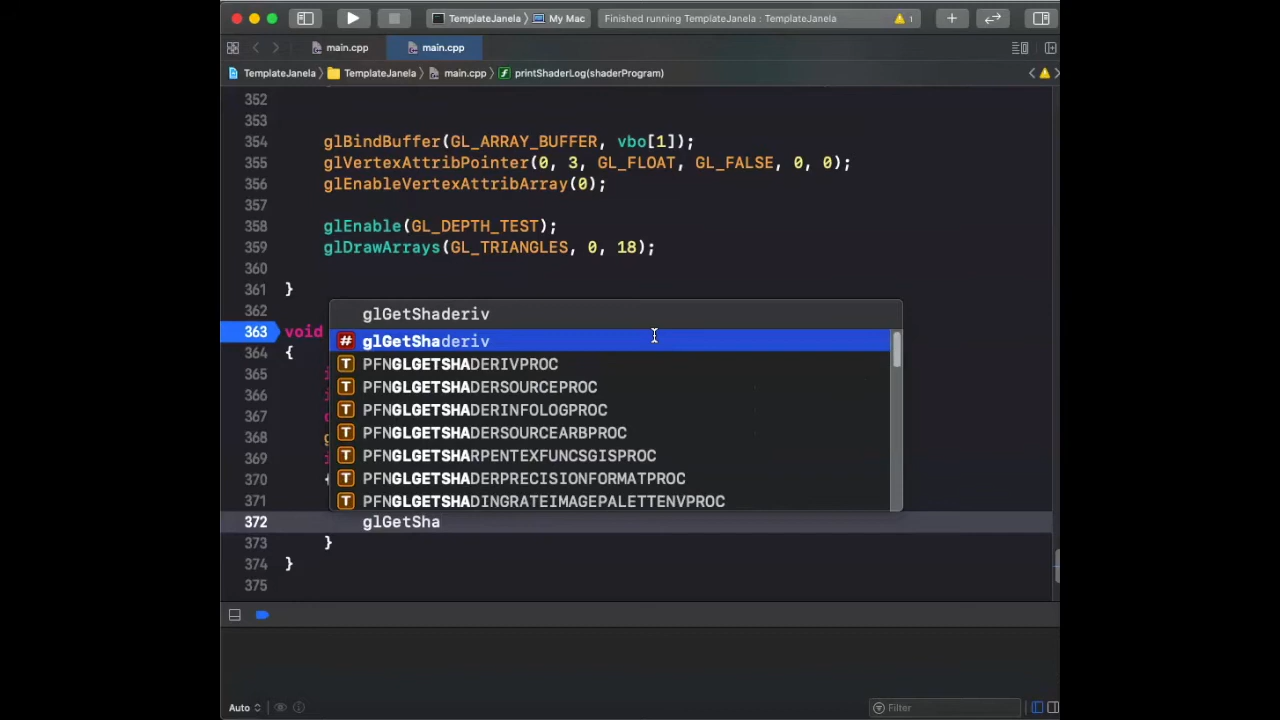 TemplateJanela 〉 My Mac
Finished running TemplateJanela : TemplateJanela
1
main.cpp
main.cpp
TemplateJanela 〉 TemplateJanela 〉 main.cpp 〉 printShaderLog(shaderProgram)
352
353
354 glBindBuffer(GL_ARRAY_BUFFER, vbo[1]);
355 glVertexAttribPointer(0, 3, GL_FLOAT, GL_FALSE, 0, 0);
356 glEnableVertexAttribArray(0);
357
358 glEnable(GL_DEPTH_TEST);
359 glDrawArrays(GL_TRIANGLES, 0, 18);
360
361 }
362
glGetShaderiv
363 void
# glGetShaderiv
364 {
T PFNGLGETSHADERIVPROC
365
T PFNGLGETSHADERSOURCEPROC
366
T PFNGLGETSHADERINFOLOGPROC
367
T PFNGLGETSHADERSOURCEARBPROC
368
T PFNGLGETSHARPENTEXFUNCSGISPROC
369
T PFNGLGETSHADERPRECISIONFORMATPROC
370
T PFNGLGETSHADINGRATEIMAGEPALETTENVPROC
371
372 glGetSha
373 }
374 }
375
Auto
Filter